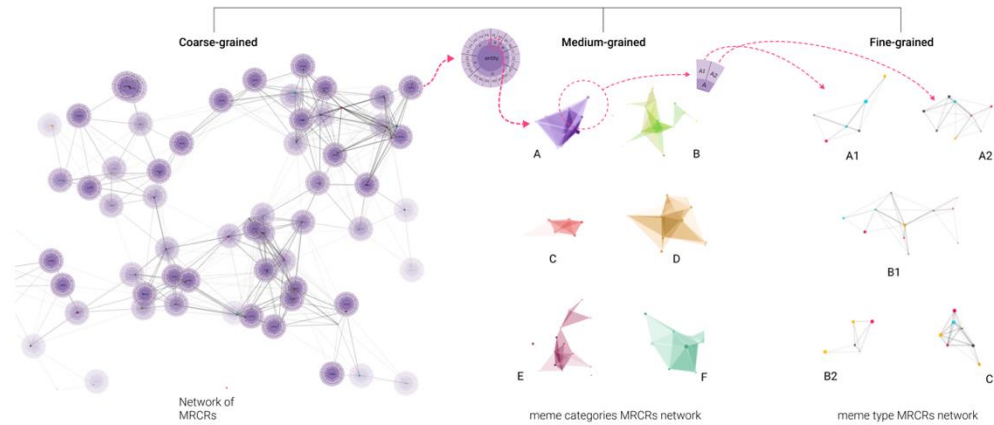 Coarse-grained
Medium-grained
Fine-grained
entity
A1
A2
A
A
B
A1
A2
C
D
B1
E
F
B2
C
Network of
MRCRs
meme categories MRCRs network
meme type MRCRs network